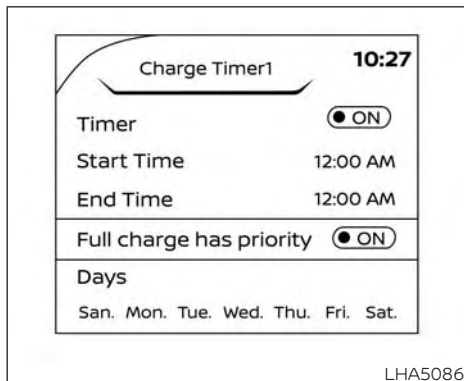 Charge Timer1 10:27
Timer ON
Start Time 12:00 AM
End Time 12:00 AM
Full charge has priority ON
Days
San. Mon. Tue. Wed. Thu. Fri. Sat.
LHA5086